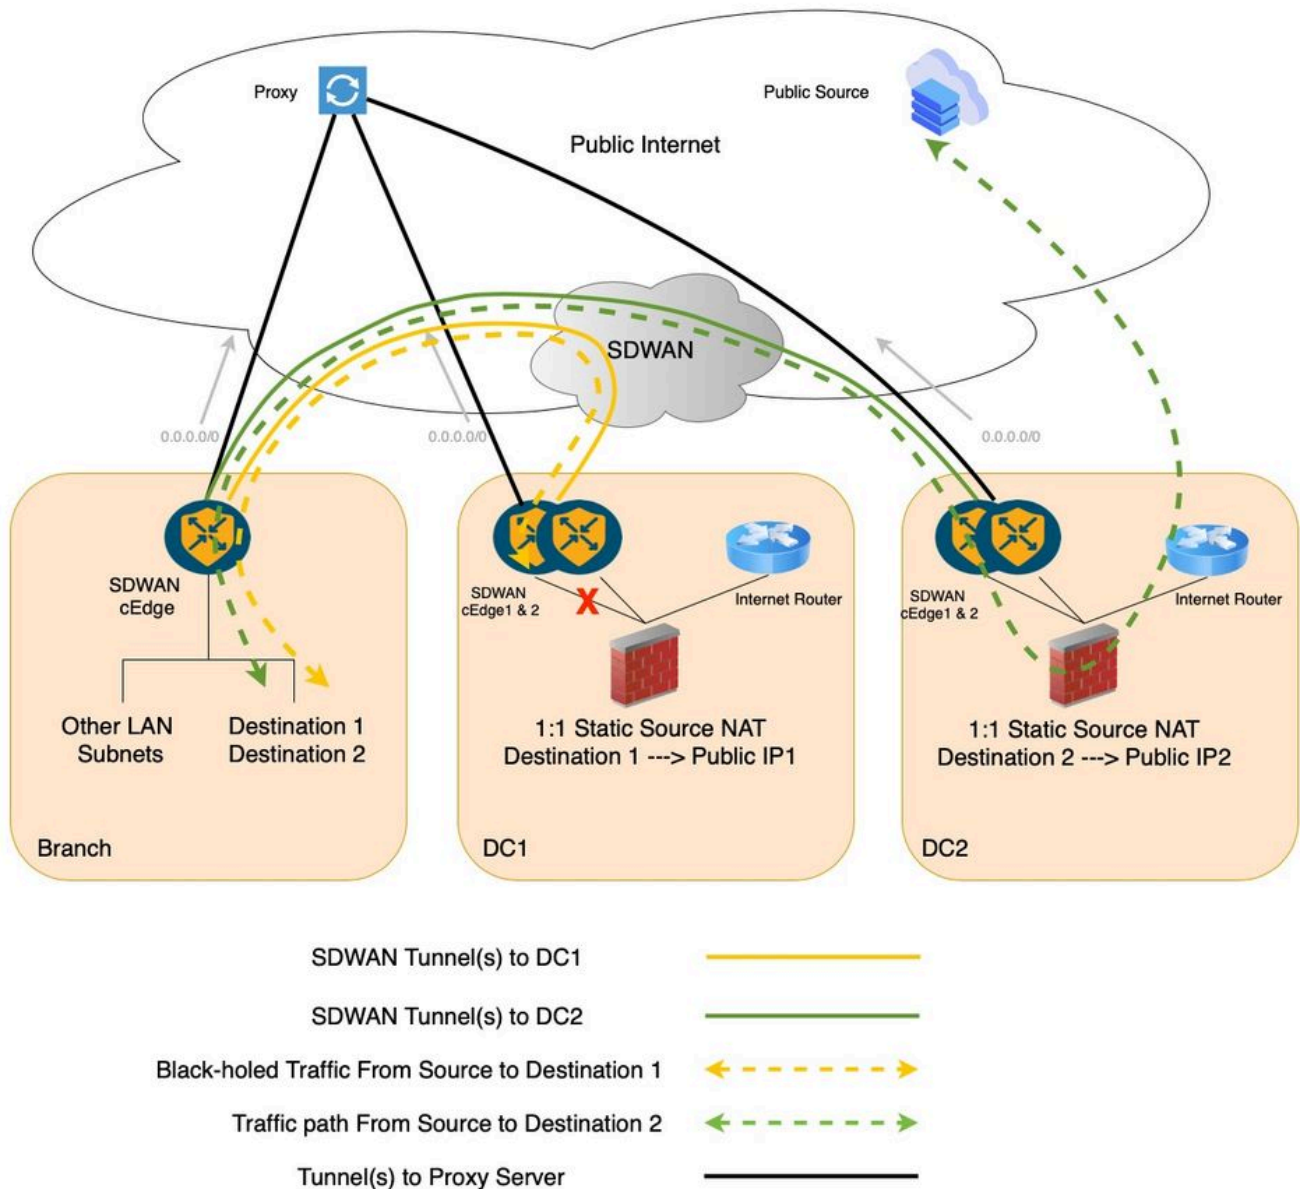 Proxy
Public Source
Public Internet
SDWAN
0.0.0.0/0
0.0.0.0/0
0.0.0.0/0
SDWAN
cEdge
Other LAN
Subnets
Destination 1
Destination 2
Branch
SDWAN
cEdge1 & 2
X
Internet Router
1:1 Static Source NAT
Destination 1 ---> Public IP1
DC1
SDWAN
cEdge1 & 2
Internet Router
1:1 Static Source NAT
Destination 2 ---> Public IP2
DC2
SDWAN Tunnel(s) to DC1
SDWAN Tunnel(s) to DC2
Black-holed Traffic From Source to Destination 1
Traffic path From Source to Destination 2
Tunnel(s) to Proxy Server